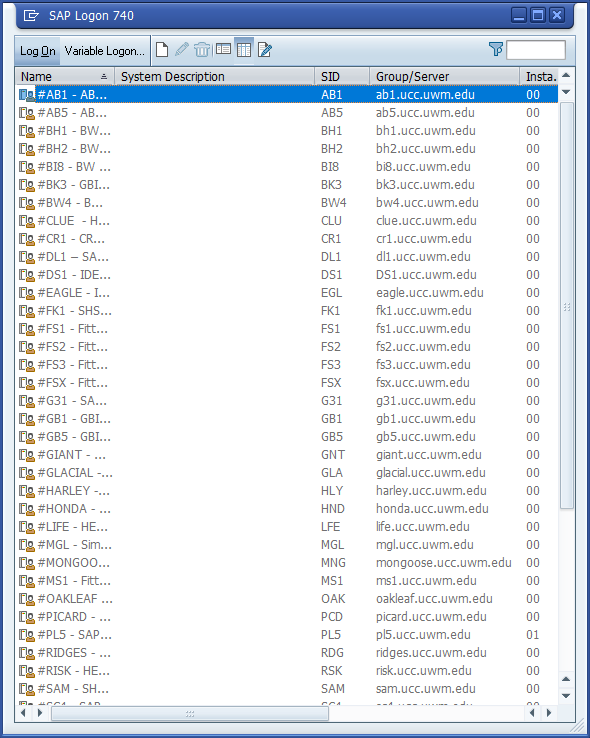 SAP Logon 740
Log On Variable Logon...
Name System Description SID Group/Server Insta.
#AB1 - AB... AB1 ab1.ucc.uwm.edu 00
#AB5 - AB... AB5 ab5.ucc.uwm.edu 00
#BH1 - BW... BH1 bh1.ucc.uwm.edu 00
#BH2 - BW... BH2 bh2.ucc.uwm.edu 00
#BI8 - BW ... BI8 bi8.ucc.uwm.edu 00
#BK3 - GBI... BK3 bk3.ucc.uwm.edu 00
#BW4 - B... BW4 bw4.ucc.uwm.edu 00
#CLUE - H... CLU clue.ucc.uwm.edu 00
#CR1 - CR... CR1 cr1.ucc.uwm.edu 00
#DL1 – SA... DL1 dl1.ucc.uwm.edu 00
#DS1 - IDE... DS1 DS1.ucc.uwm.edu 00
#EAGLE - I... EGL eagle.ucc.uwm.edu 00
#FK1 - SHS... FK1 fk1.ucc.uwm.edu 00
#FS1 - Fitt... FS1 fs1.ucc.uwm.edu 00
#FS2 - Fitt... FS2 fs2.ucc.uwm.edu 00
#FS3 - Fitt... FS3 fs3.ucc.uwm.edu 00
#FSX - Fitt... FSX fsx.ucc.uwm.edu 00
#G31 - SA... G31 g31.ucc.uwm.edu 00
#GB1 - GBI... GB1 gb1.ucc.uwm.edu 00
#GB5 - GBI... GB5 gb5.ucc.uwm.edu 00
#GIANT - ... GNT giant.ucc.uwm.edu 00
#GLACIAL -... GLA glacial.ucc.uwm.edu 00
#HARLEY -... HLY harley.ucc.uwm.edu 00
#HONDA - ... HND honda.ucc.uwm.edu 00
#LIFE - HE... LFE life.ucc.uwm.edu 00
#MGL - Sim... MGL mgl.ucc.uwm.edu 00
#MONGOO... MNG mongoose.ucc.uwm.edu 00
#MS1 - Fitt... MS1 ms1.ucc.uwm.edu 00
#OAKLEAF ... OAK oakleaf.ucc.uwm.edu 00
#PICARD - ... PCD picard.ucc.uwm.edu 00
#PL5 - SAP... PL5 pl5.ucc.uwm.edu 01
#RIDGES - ... RDG ridges.ucc.uwm.edu 00
#RISK - HE... RSK risk.ucc.uwm.edu 00
#SAM - SH... SAM sam.ucc.uwm.edu 00